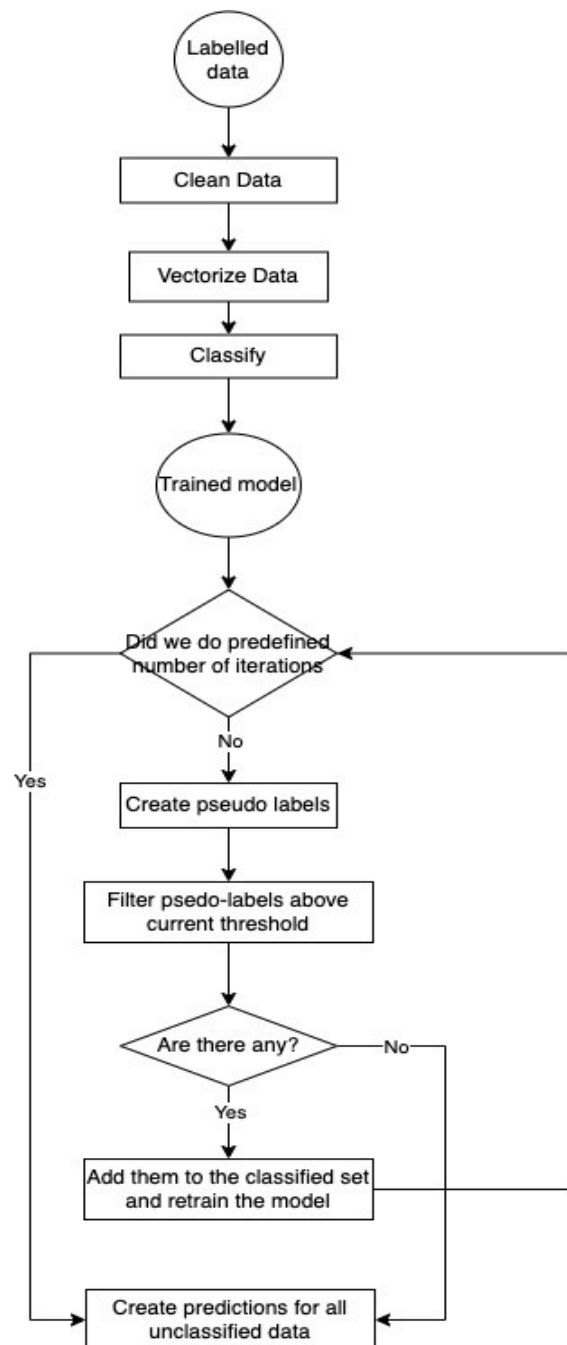 Labelled
data
Clean Data
Vectorize Data
Classify
Trained model
Did we do predefined
number of iterations
No
Yes
Create pseudo labels
Filter psedo-labels above
current threshold
Are there any?
No
Yes
Add them to the classified set
and retrain the model
Create predictions for all
unclassified data